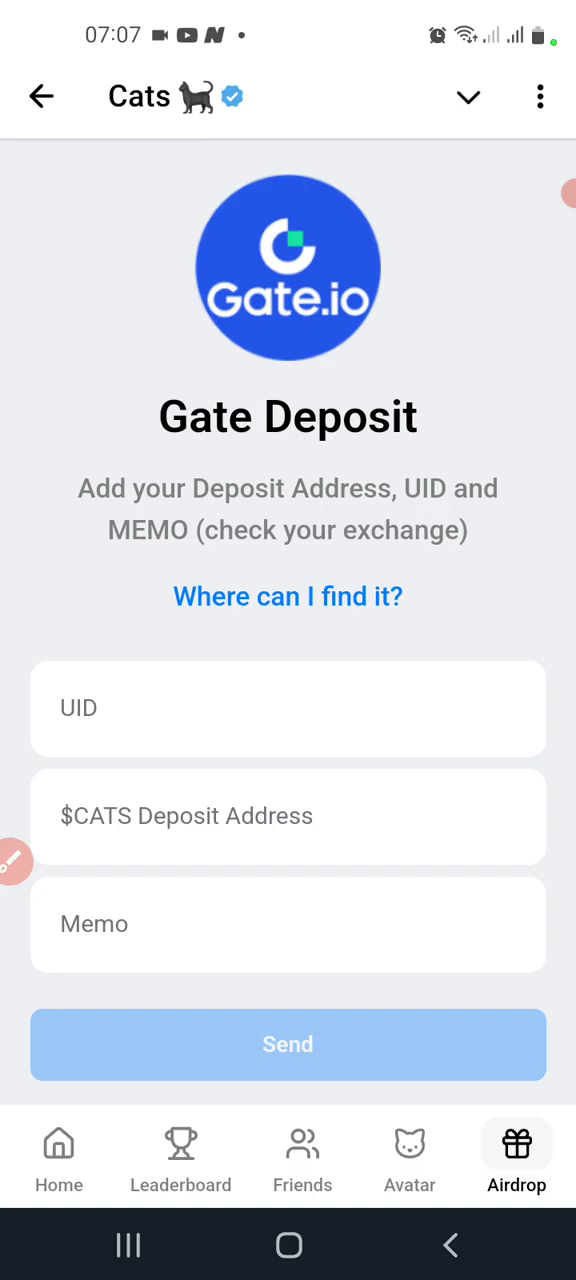 07:07
Cats
Gate.io
Gate Deposit
Add your Deposit Address, UID and
MEMO (check your exchange)
Where can I find it?
UID
$CATS Deposit Address
Memo
Send
Home Leaderboard Friends Avatar Airdrop